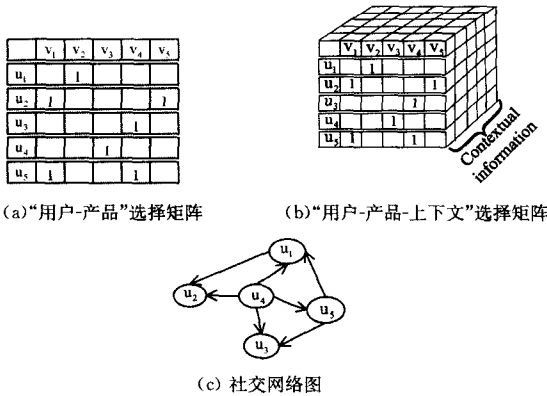 v₁ v₂ v₃ v₄ v₅
u₁ 1
u₂ 1 1
u₃ 1
u₄ 1
u₅ 1 1
(a)“用户-产品”选择矩阵
v₁ v₂ v₃ v₄ v₅
u₁ 1
u₂ 1 1
u₃ 1
u₄ 1
u₅ 1 1
Contextual
information
(b)“用户-产品-上下文”选择矩阵
u₁
u₂ u₄ u₅
u₃
(c) 社交网络图